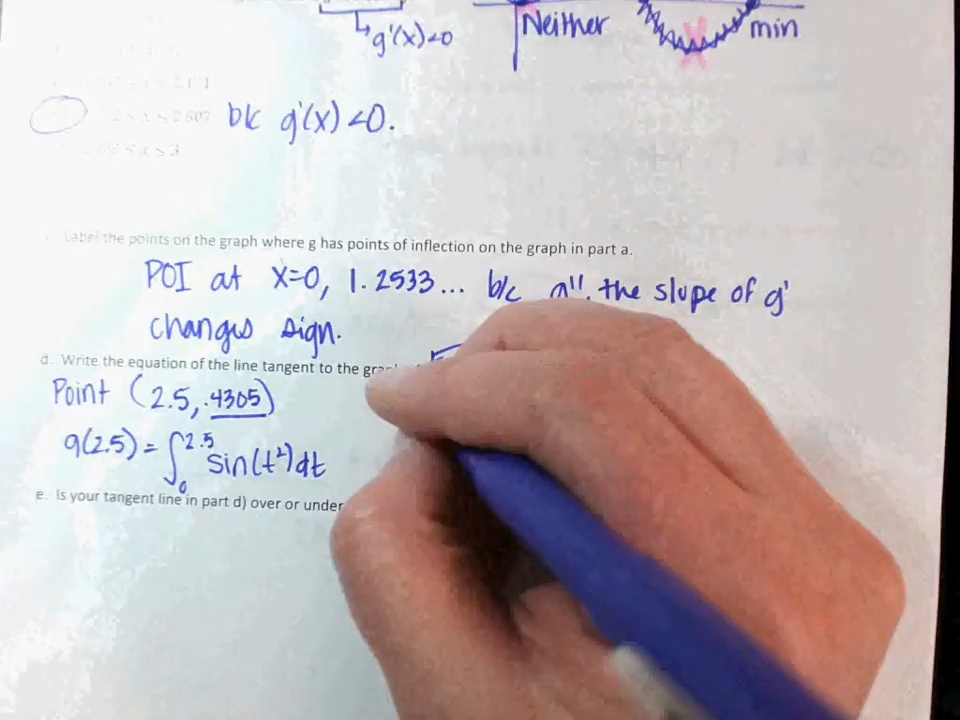 g'(x)<0
Neither
min
b/c g'(x) <0.
Label the points on the graph where g has points of inflection on the graph in part a.
POI at x=0, 1.2533... b/c g'', the slope of g'
changes sign.
d. Write the equation of the line tangent to the
Point (2.5, .4305)
g(2.5) = ∫₀^2.5 sin(t²)dt
e. Is your tangent line in part d) over or under